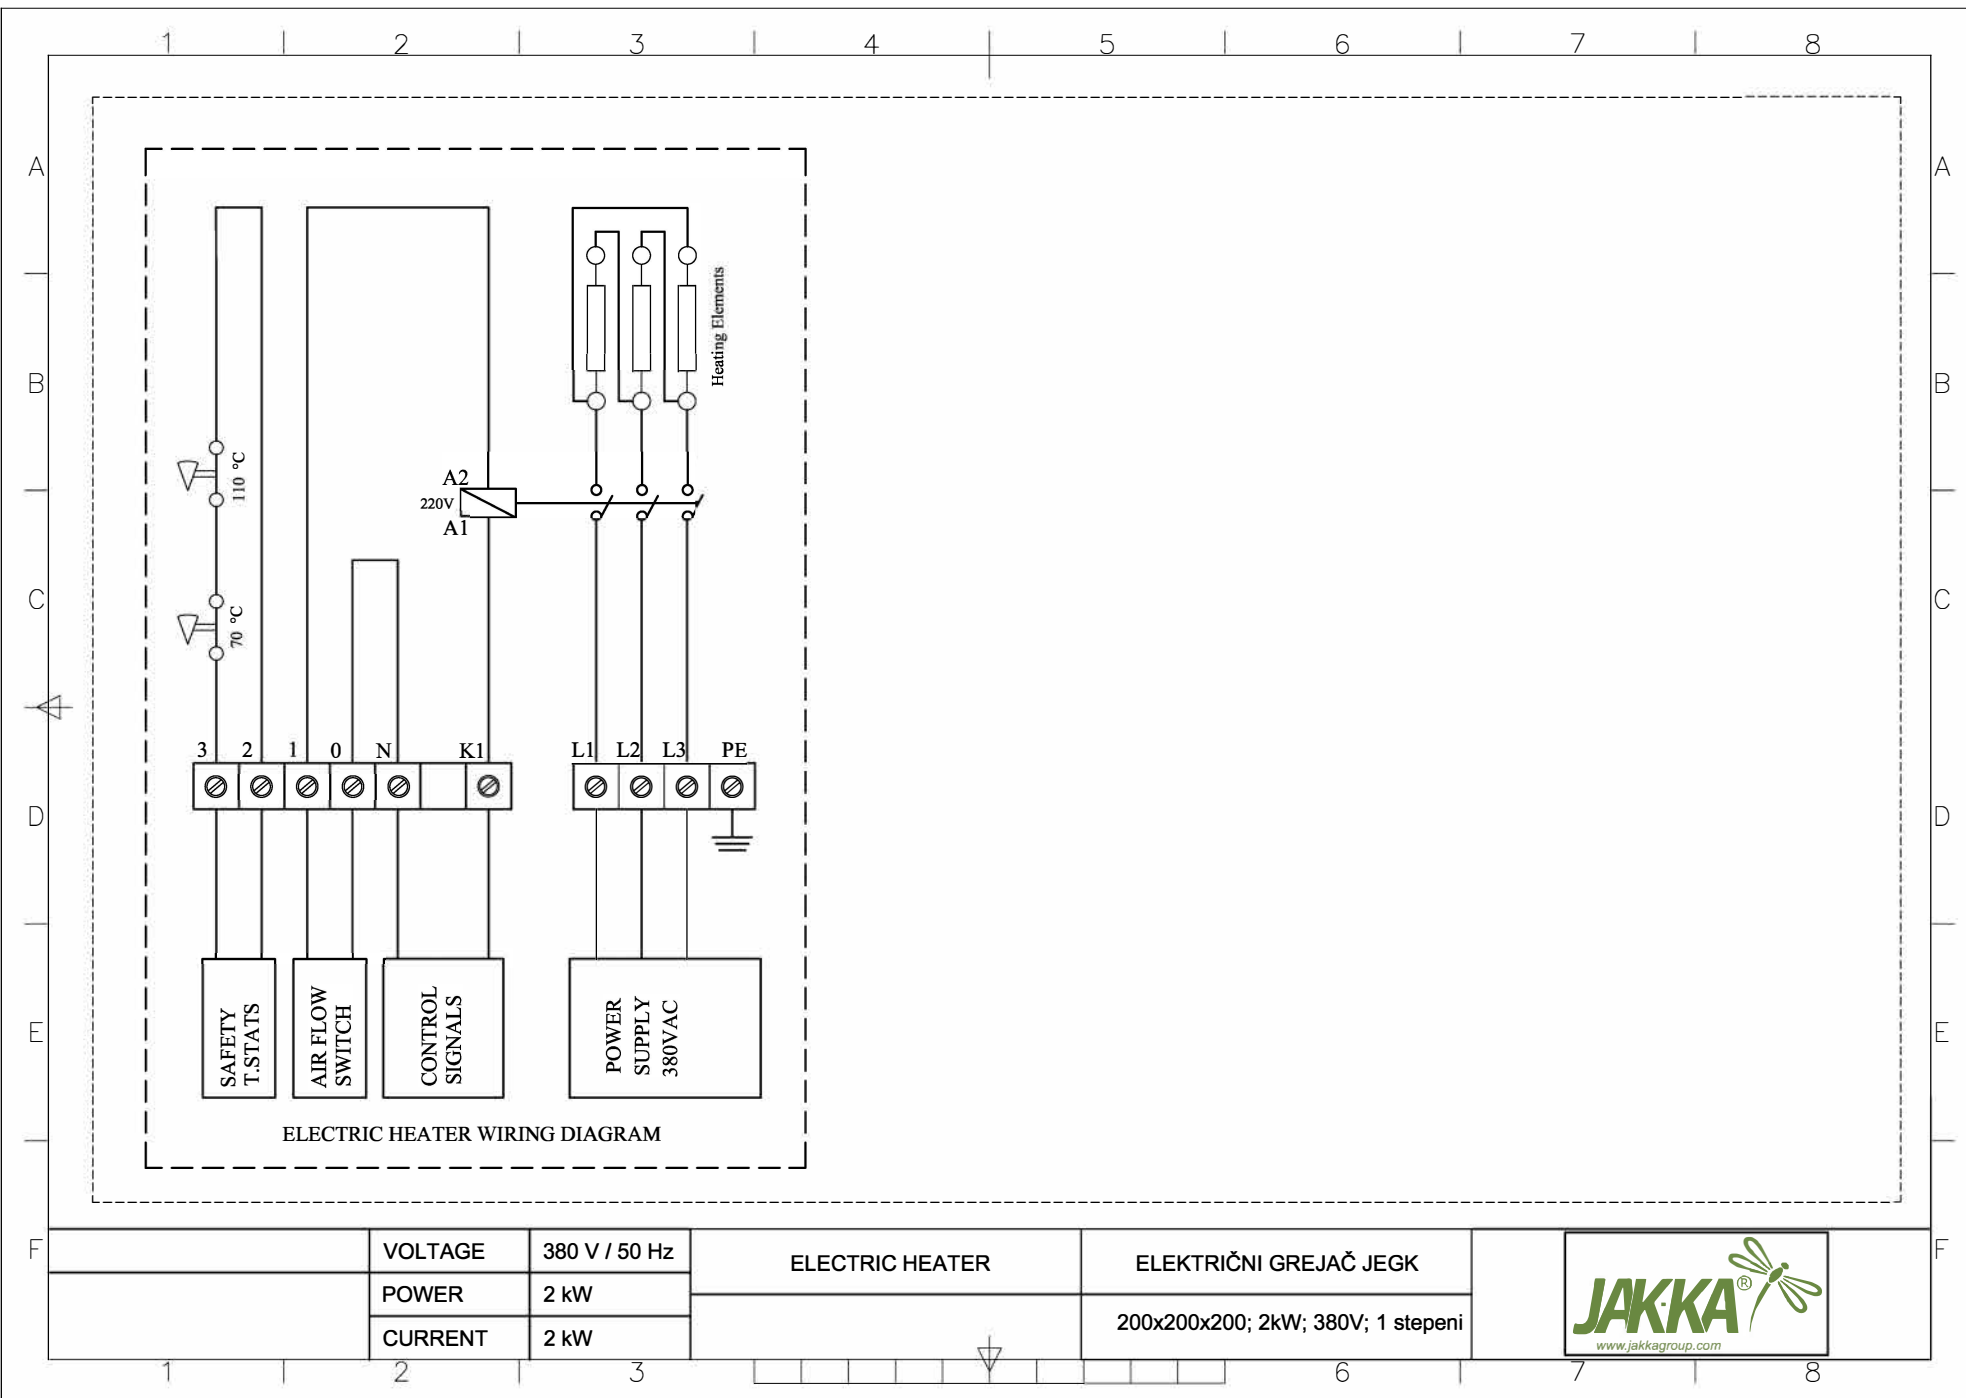 1 2 3 4 5 6 7 8
A A
B B
C C
D D
E E
F F
Heating Elements
110 °C
70 °C
A2
220V
A1
3 2 1 0 N K1
L1 L2 L3 PE
SAFETY
T.STATS
AIR FLOW
SWITCH
CONTROL
SIGNALS
POWER
SUPPLY
380VAC
ELECTRIC HEATER WIRING DIAGRAM
VOLTAGE 380 V / 50 Hz
POWER 2 kW
CURRENT 2 kW
ELECTRIC HEATER
ELEKTRIČNI GREJAČ JEGK
200x200x200; 2kW; 380V; 1 stepeni
JAKKA®
www.jakkagroup.com
1 2 3 6 7 8